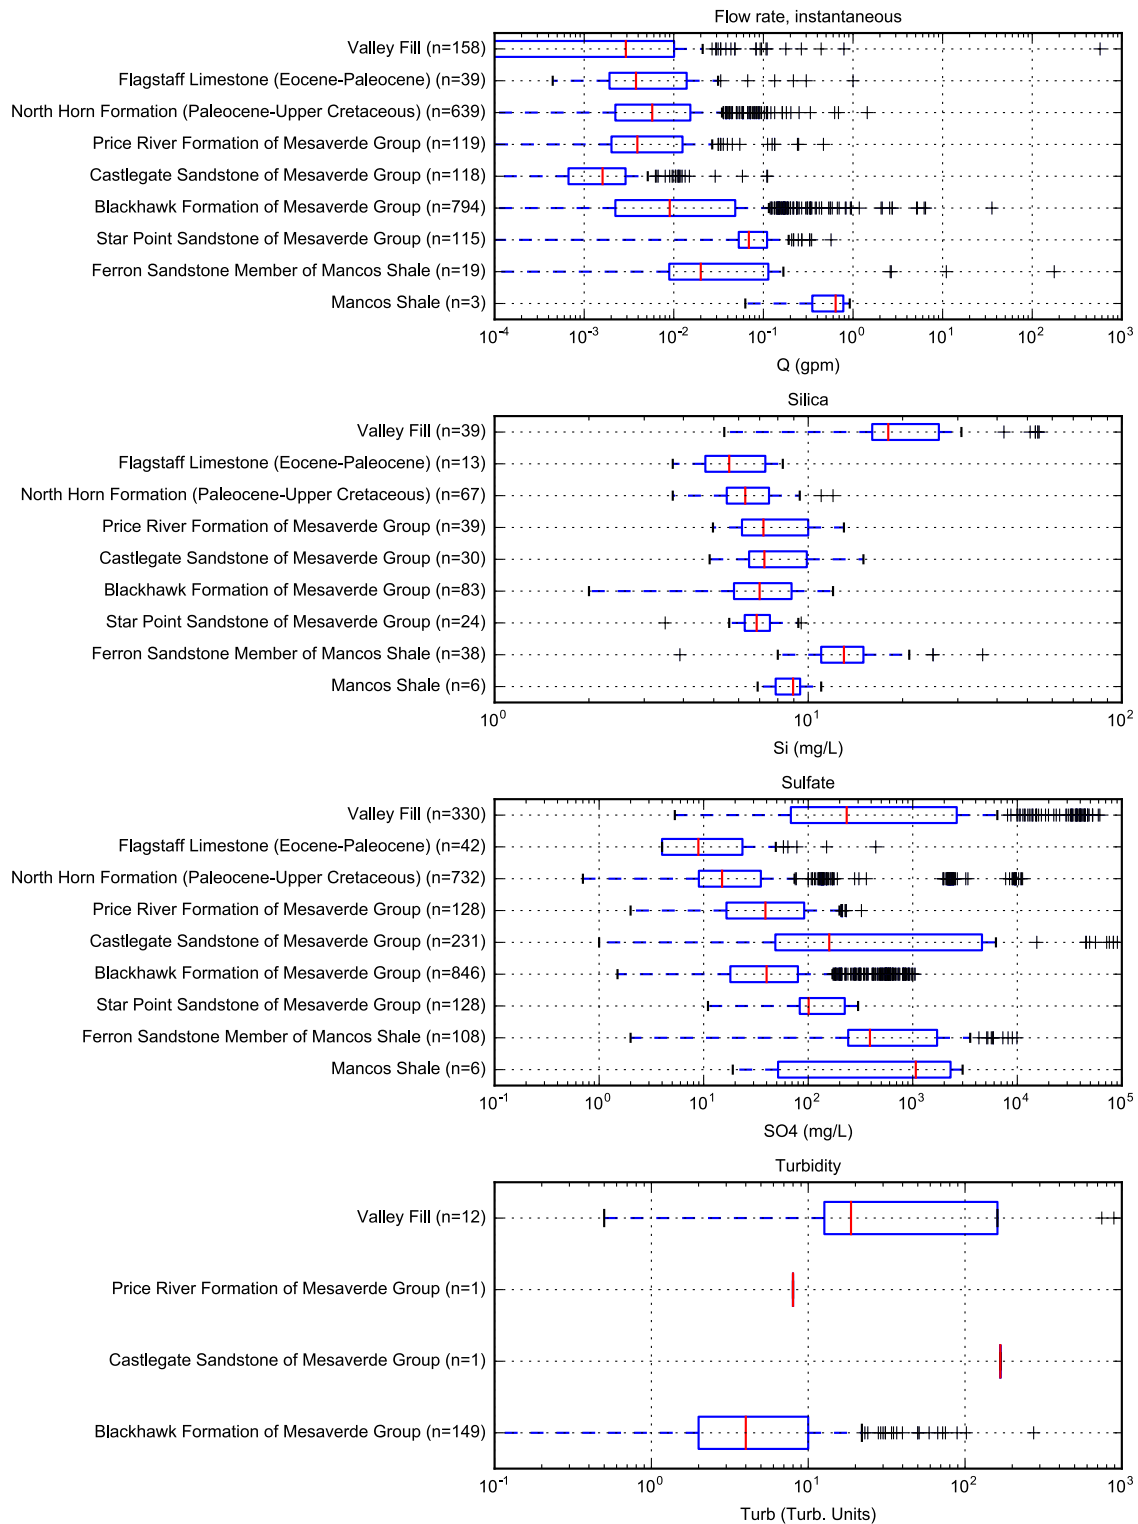 Flow rate, instantaneous
Valley Fill (n=158)
Flagstaff Limestone (Eocene-Paleocene) (n=39)
North Horn Formation (Paleocene-Upper Cretaceous) (n=639)
Price River Formation of Mesaverde Group (n=119)
Castlegate Sandstone of Mesaverde Group (n=118)
Blackhawk Formation of Mesaverde Group (n=794)
Star Point Sandstone of Mesaverde Group (n=115)
Ferron Sandstone Member of Mancos Shale (n=19)
Mancos Shale (n=3)
10^-4 10^-3 10^-2 10^-1 10^0 10^1 10^2 10^3
Q (gpm)
Silica
Valley Fill (n=39)
Flagstaff Limestone (Eocene-Paleocene) (n=13)
North Horn Formation (Paleocene-Upper Cretaceous) (n=67)
Price River Formation of Mesaverde Group (n=39)
Castlegate Sandstone of Mesaverde Group (n=30)
Blackhawk Formation of Mesaverde Group (n=83)
Star Point Sandstone of Mesaverde Group (n=24)
Ferron Sandstone Member of Mancos Shale (n=38)
Mancos Shale (n=6)
10^0 10^1 10^2
Si (mg/L)
Sulfate
Valley Fill (n=330)
Flagstaff Limestone (Eocene-Paleocene) (n=42)
North Horn Formation (Paleocene-Upper Cretaceous) (n=732)
Price River Formation of Mesaverde Group (n=128)
Castlegate Sandstone of Mesaverde Group (n=231)
Blackhawk Formation of Mesaverde Group (n=846)
Star Point Sandstone of Mesaverde Group (n=128)
Ferron Sandstone Member of Mancos Shale (n=108)
Mancos Shale (n=6)
10^-1 10^0 10^1 10^2 10^3 10^4 10^5
SO4 (mg/L)
Turbidity
Valley Fill (n=12)
Price River Formation of Mesaverde Group (n=1)
Castlegate Sandstone of Mesaverde Group (n=1)
Blackhawk Formation of Mesaverde Group (n=149)
10^-1 10^0 10^1 10^2 10^3
Turb (Turb. Units)